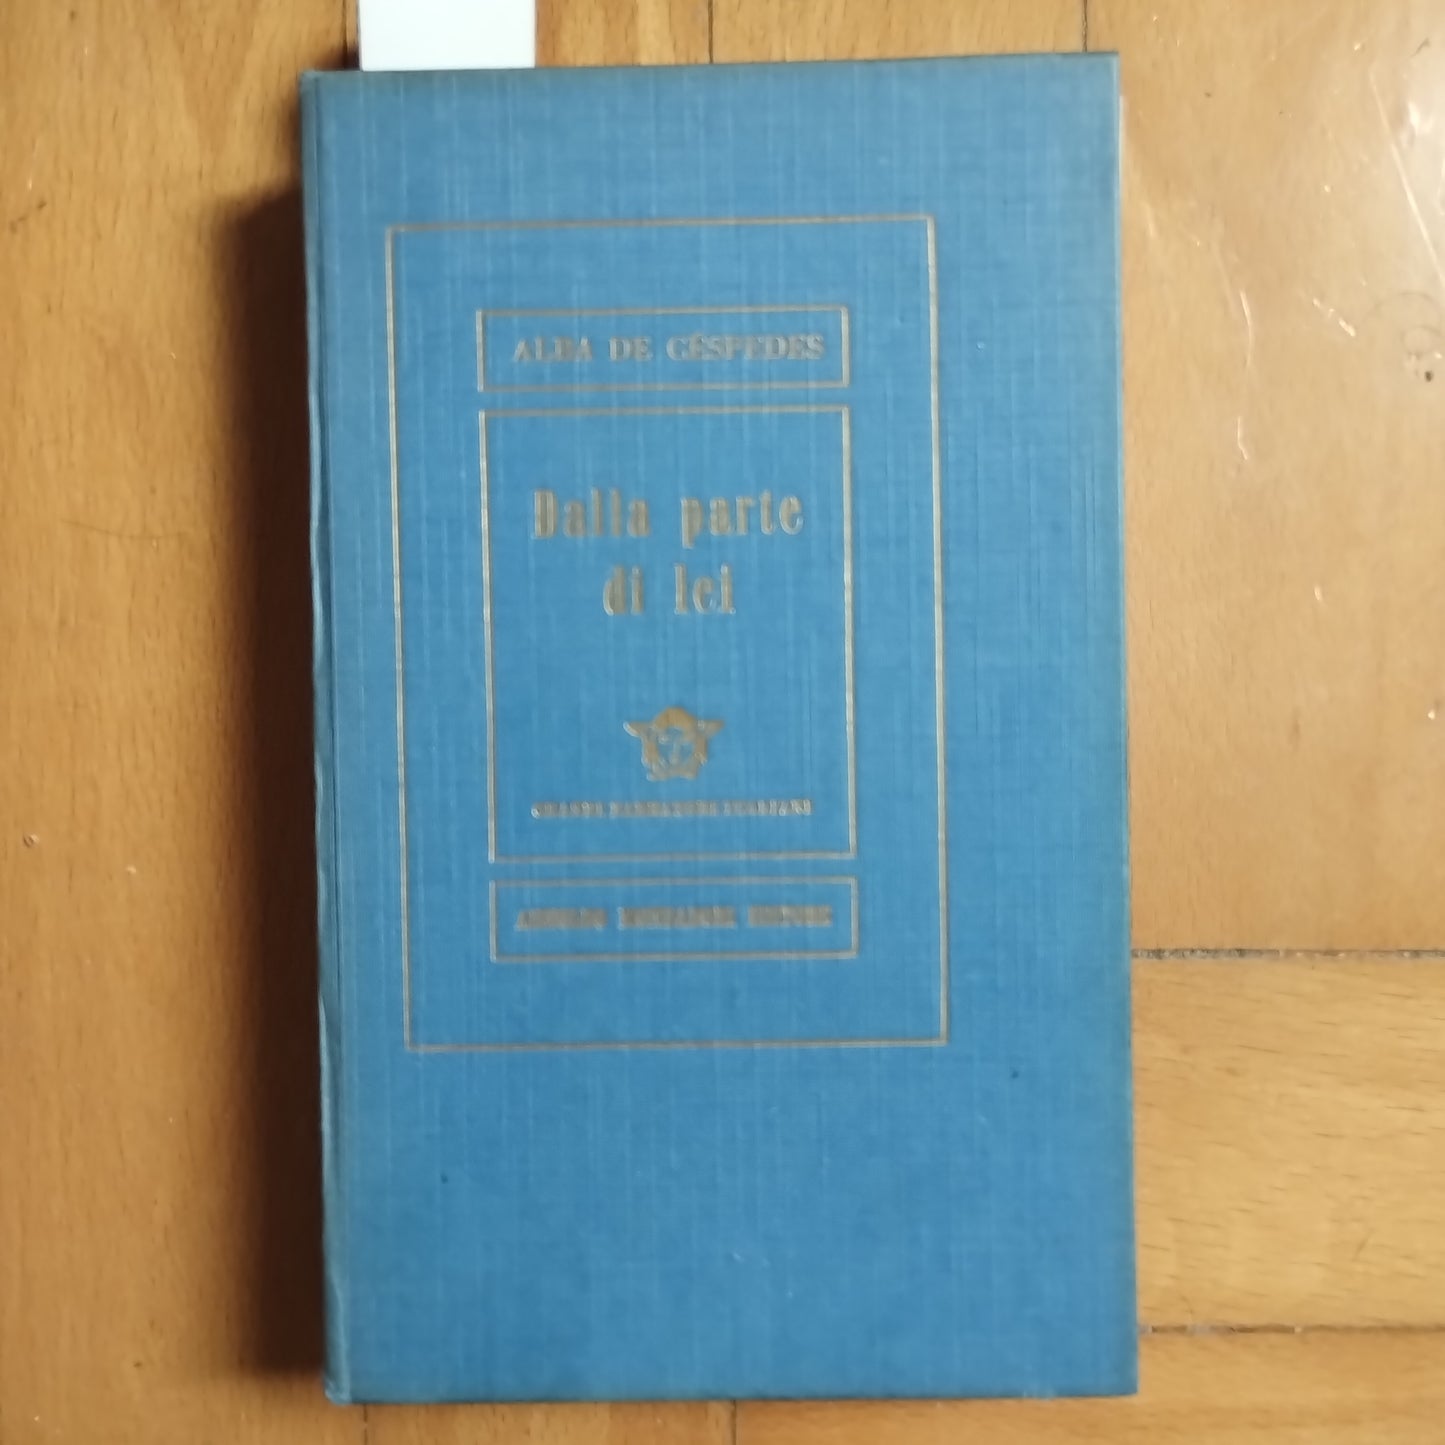 ALBA DE CÉSPEDES
Dalla parte
di lei
GRANDI NARRATORI ITALIANI
ARNOLDO MONDADORI EDITORE